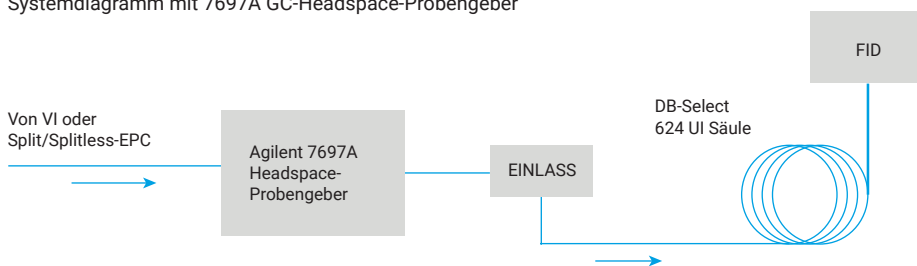 Systemdiagramm mit 7697A GC-Headspace-Probengeber
FID
Von VI oder
Split/Splitless-EPC
Agilent 7697A
Headspace-
Probengeber
EINLASS
DB-Select
624 UI Säule